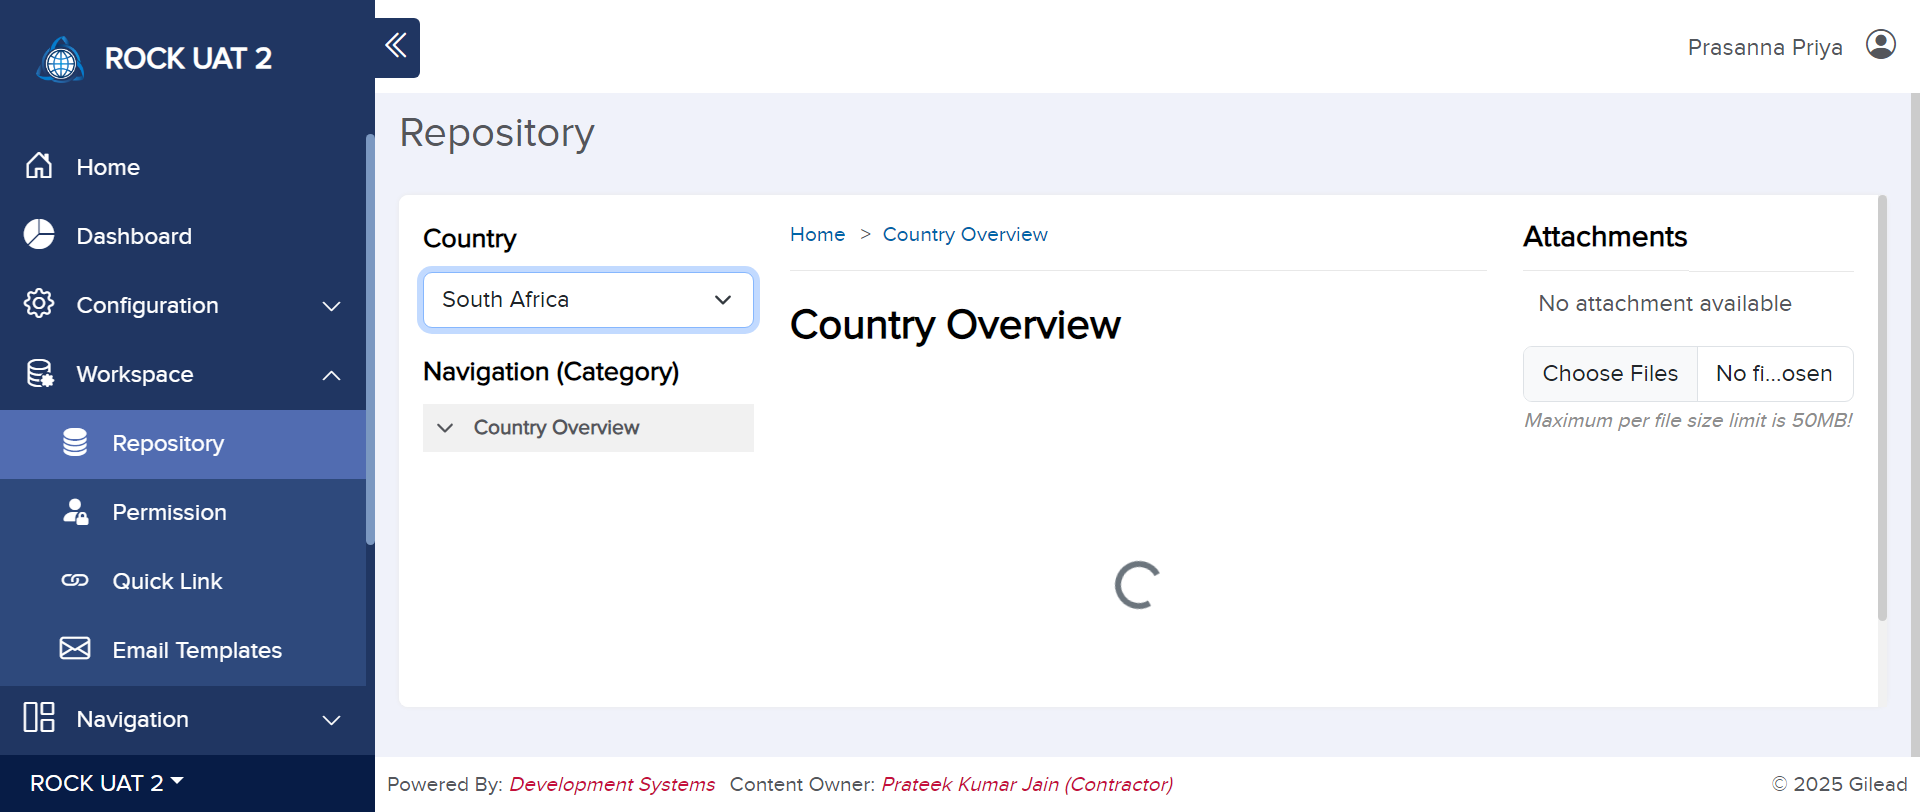 ROCK UAT 2
Prasanna Priya
Home
Dashboard
Configuration
Workspace
Repository
Permission
Quick Link
Email Templates
Navigation
ROCK UAT 2
Repository
Country
South Africa
Navigation (Category)
Country Overview
Home > Country Overview
Country Overview
Attachments
No attachment available
Choose Files No fi...osen
Maximum per file size limit is 50MB!
Powered By: Development Systems Content Owner: Prateek Kumar Jain (Contractor)
© 2025 Gilead